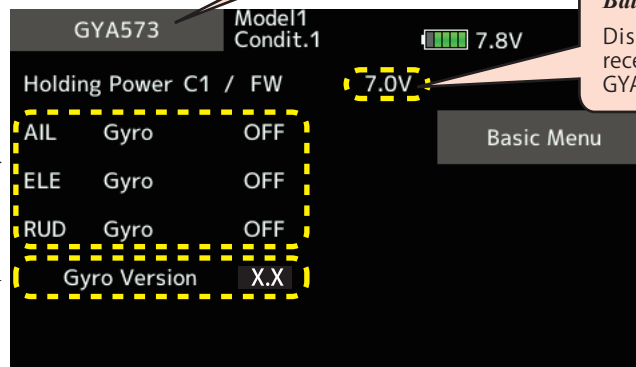 GYA573
Model1
Condit.1
7.8V
Holding Power C1 / FW
7.0V
Dis
rece
GYA
AIL Gyro OFF
Basic Menu
ELE Gyro OFF
RUD Gyro OFF
Gyro Version X.X